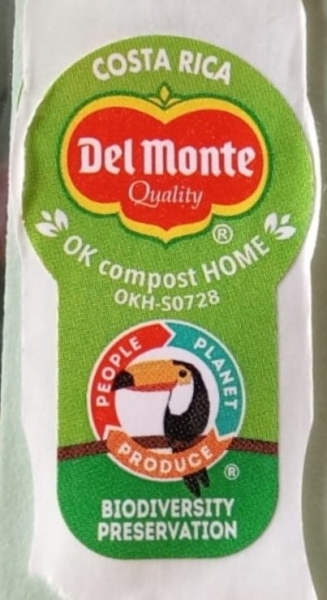 COSTA RICA
Del Monte
Quality
®
OK compost HOME
OKH-S0728
PEOPLE
PLANET
PRODUCE
®
BIODIVERSITY
PRESERVATION